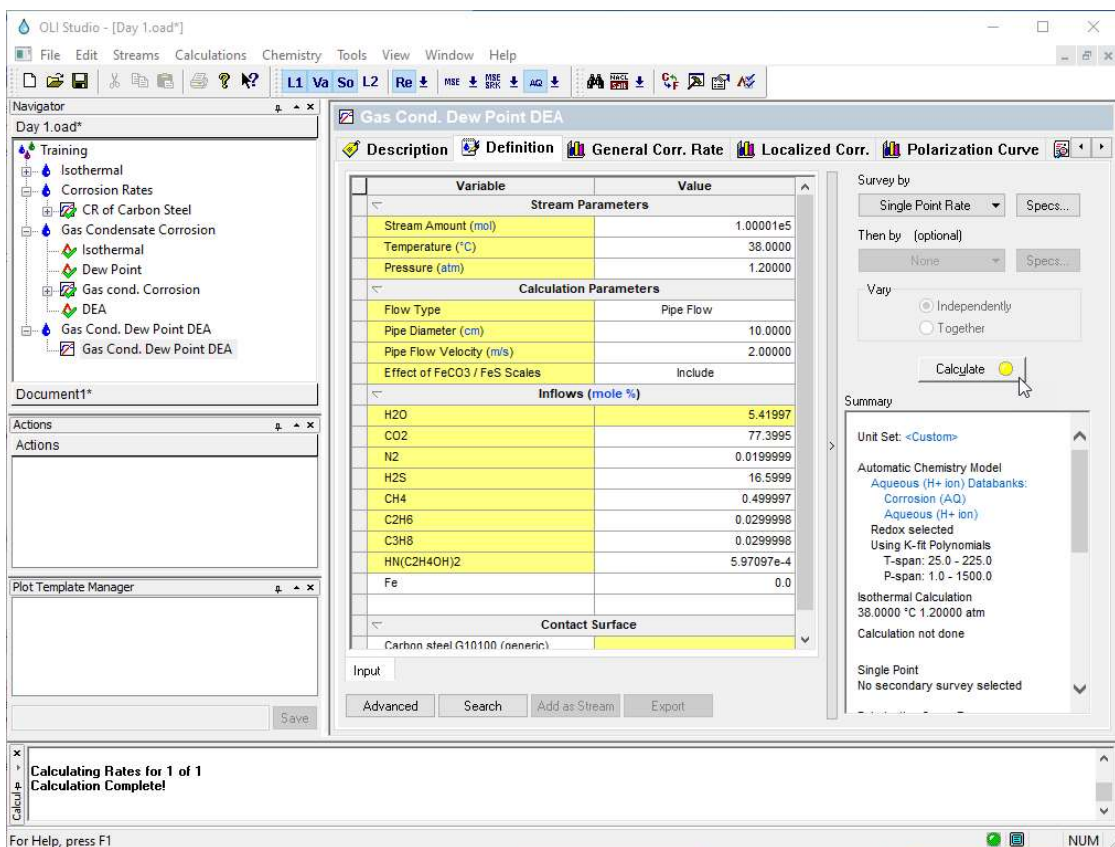 OLI Studio - [Day 1.oad*]
File Edit Streams Calculations Chemistry Tools View Window Help
L1 Va So L2 Re MSE MSE SRK AQ
Navigator
Day 1.oad*
Training
Isothermal
Corrosion Rates
CR of Carbon Steel
Gas Condensate Corrosion
Isothermal
Dew Point
Gas cond. Corrosion
DEA
Gas Cond. Dew Point DEA
Gas Cond. Dew Point DEA
Document1*
Actions
Actions
Plot Template Manager
Save
Gas Cond. Dew Point DEA
Description Definition General Corr. Rate Localized Corr. Polarization Curve
Variable Value
Stream Parameters
Stream Amount (mol) 1.00001e5
Temperature (°C) 38.0000
Pressure (atm) 1.20000
Calculation Parameters
Flow Type Pipe Flow
Pipe Diameter (cm) 10.0000
Pipe Flow Velocity (m/s) 2.00000
Effect of FeCO3 / FeS Scales Include
Inflows (mole %)
H2O 5.41997
CO2 77.3995
N2 0.0199999
H2S 16.5999
CH4 0.499997
C2H6 0.0299998
C3H8 0.0299998
HN(C2H4OH)2 5.97097e-4
Fe 0.0
Contact Surface
Carbon steel G10100 (generic)
Input
Advanced Search Add as Stream Export
Survey by
Single Point Rate Specs...
Then by (optional)
None Specs...
Vary
Independently
Together
Calculate
Summary
Unit Set: <Custom>
Automatic Chemistry Model
Aqueous (H+ ion) Databanks:
Corrosion (AQ)
Aqueous (H+ ion)
Redox selected
Using K-fit Polynomials
T-span: 25.0 - 225.0
P-span: 1.0 - 1500.0
Isothermal Calculation
38.0000 °C 1.20000 atm
Calculation not done
Single Point
No secondary survey selected
Calcul
Calculating Rates for 1 of 1
Calculation Complete!
For Help, press F1
NUM